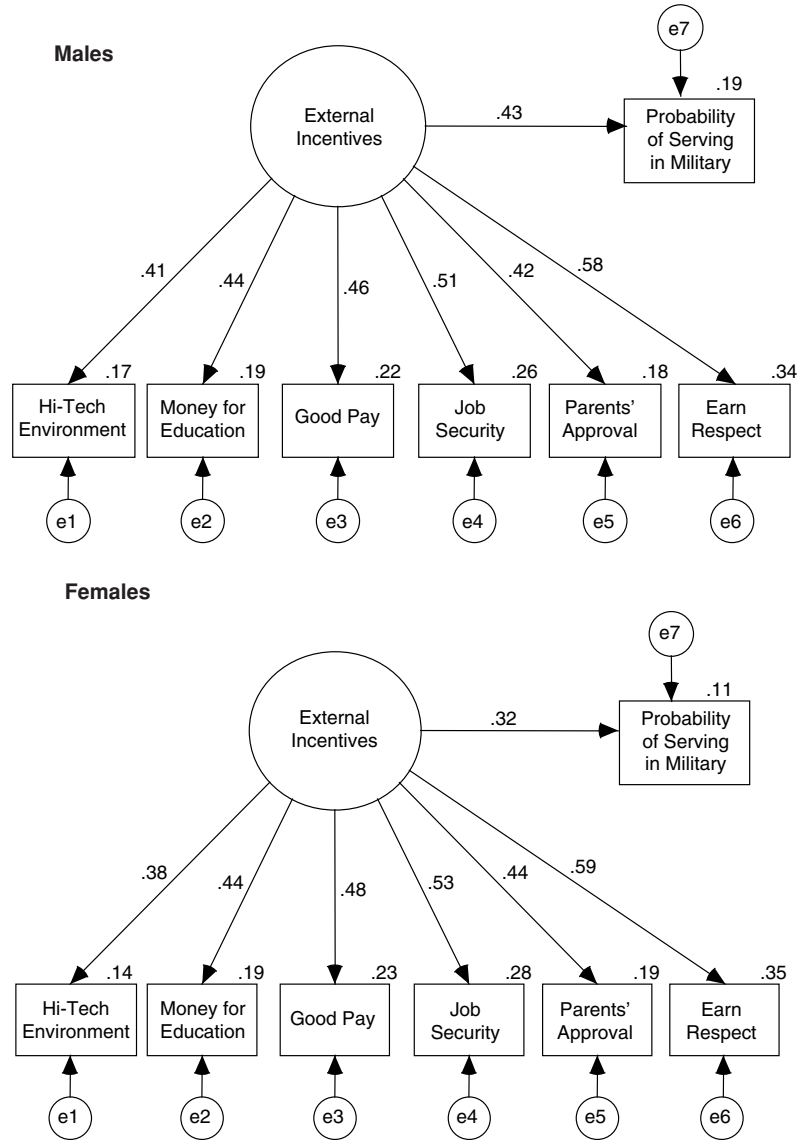 e7
Males
.19
External
Incentives
.43
Probability
of Serving
in Military
.41
.44
.46
.51
.42
.58
.17
.19
.22
.26
.18
.34
Hi-Tech
Environment
Money for
Education
Good Pay
Job
Security
Parents'
Approval
Earn
Respect
e1
e2
e3
e4
e5
e6
Females
e7
.11
External
Incentives
.32
Probability
of Serving
in Military
.38
.44
.48
.53
.44
.59
.14
.19
.23
.28
.19
.35
Hi-Tech
Environment
Money for
Education
Good Pay
Job
Security
Parents'
Approval
Earn
Respect
e1
e2
e3
e4
e5
e6